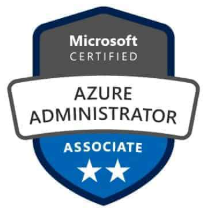 Microsoft
CERTIFIED
AZURE
ADMINISTRATOR
ASSOCIATE